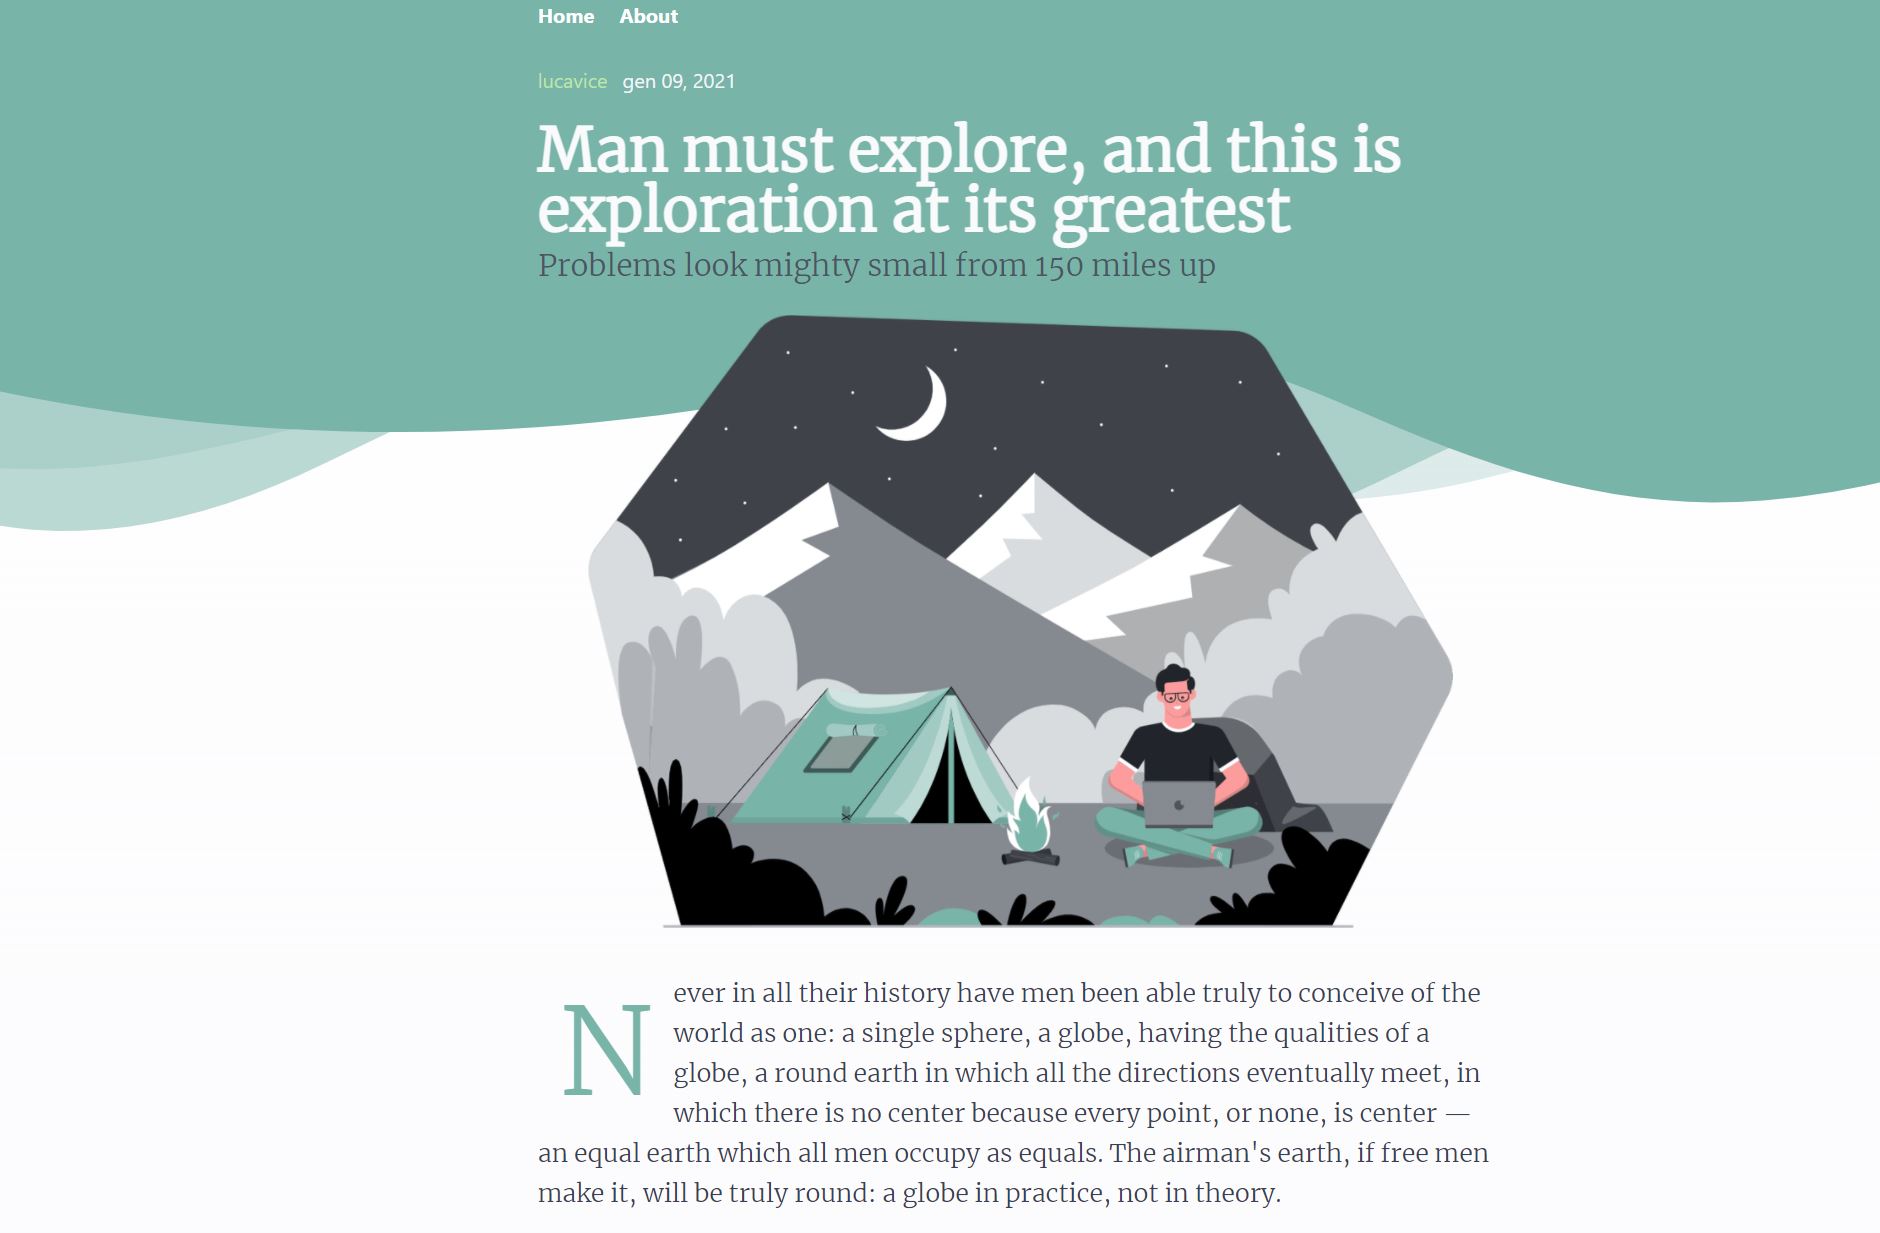 Home About
lucavice gen 09, 2021
Man must explore, and this is
exploration at its greatest
Problems look mighty small from 150 miles up
Never in all their history have men been able truly to conceive of the
world as one: a single sphere, a globe, having the qualities of a
globe, a round earth in which all the directions eventually meet, in
which there is no center because every point, or none, is center —
an equal earth which all men occupy as equals. The airman's earth, if free men
make it, will be truly round: a globe in practice, not in theory.